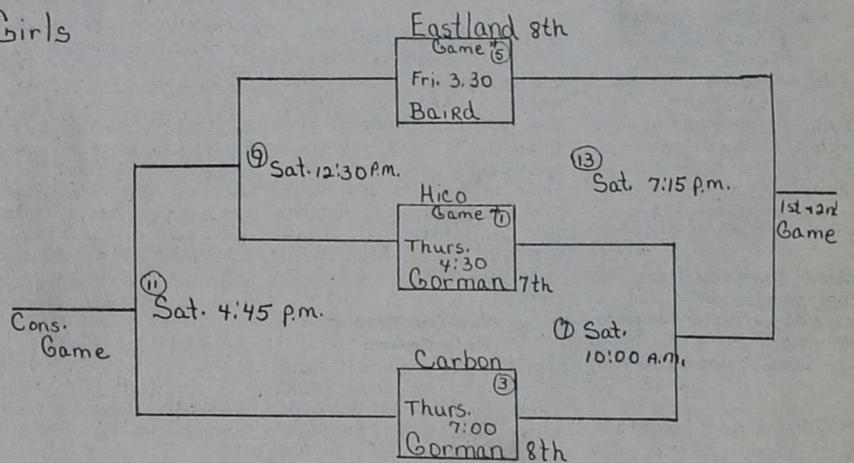 Girls
Eastland 8th
Game #5
Fri. 3.30
Baird
9 Sat. 12:30 P.M.
13
Sat. 7:15 p.m.
Hico
Game #1
Thurs.
4:30
Gorman 7th
1st + 2nd
Game
11
Sat. 4:45 p.m.
Cons.
Game
7 Sat.
10:00 A.M.
Carbon
3
Thurs.
7:00
Gorman 8th